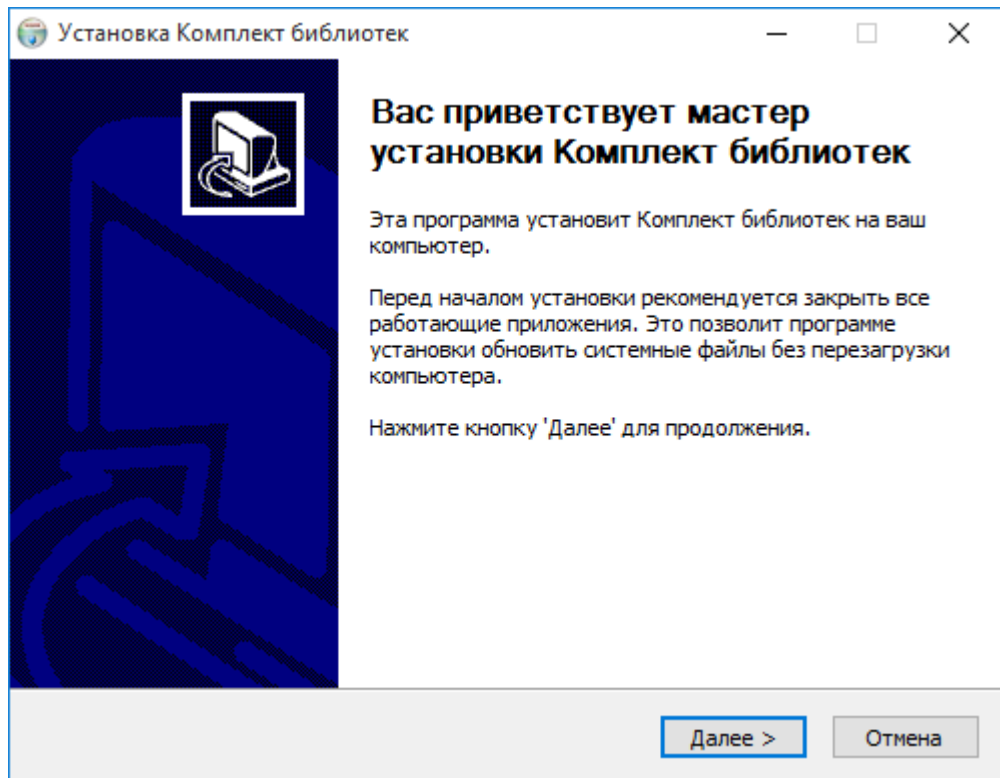 Установка Комплект библиотек
Вас приветствует мастер
установки Комплект библиотек
Эта программа установит Комплект библиотек на ваш
компьютер.
Перед началом установки рекомендуется закрыть все
работающие приложения. Это позволит программе
установки обновить системные файлы без перезагрузки
компьютера.
Нажмите кнопку 'Далее' для продолжения.
Далее >
Отмена